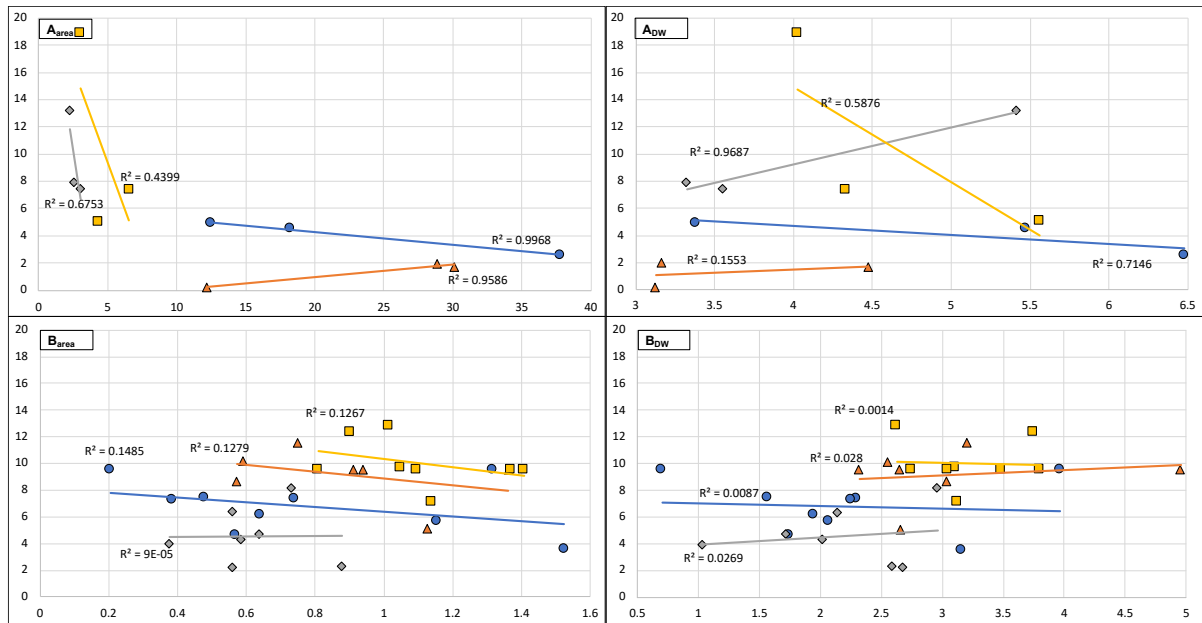 A_area
20
18
16
14
12
10
8
6
4
2
0
R² = 0.4399
R² = 0.6753
R² = 0.9968
R² = 0.9586
0 5 10 15 20 25 30 35 40
A_DW
20
18
16
14
12
10
8
6
4
2
0
R² = 0.5876
R² = 0.9687
R² = 0.1553
R² = 0.7146
3 3.5 4 4.5 5 5.5 6 6.5
B_area
20
18
16
14
12
10
8
6
4
2
0
R² = 0.1267
R² = 0.1485
R² = 0.1279
R² = 9E-05
0 0.2 0.4 0.6 0.8 1 1.2 1.4 1.6
B_DW
20
18
16
14
12
10
8
6
4
2
0
R² = 0.0014
R² = 0.028
R² = 0.0087
R² = 0.0269
0.5 1 1.5 2 2.5 3 3.5 4 4.5 5